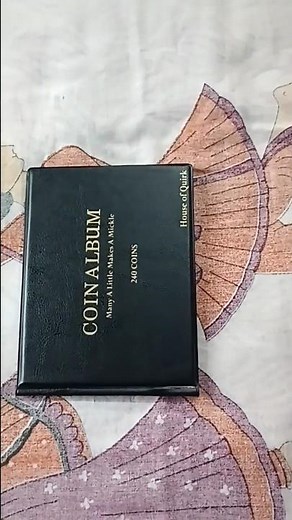 COIN ALBUM
Many A Little Makes A Mickle
240 COINS
House of Quirk